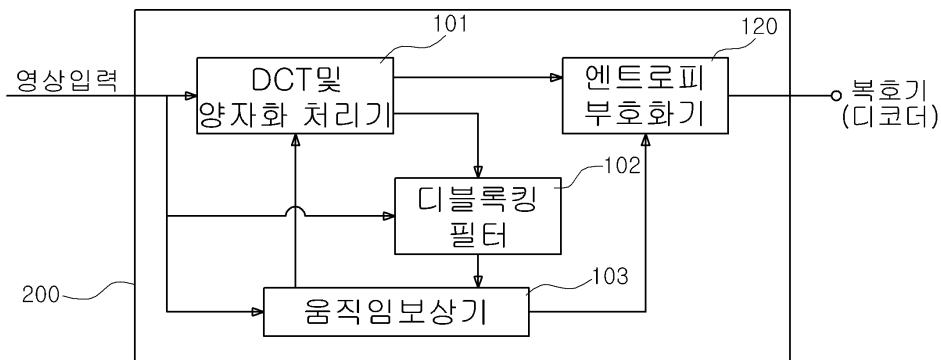 101
120
영상입력
DCT및
양자화 처리기
엔트로피
부호화기
복호기
(디코더)
102
디블록킹
필터
200
103
움직임보상기